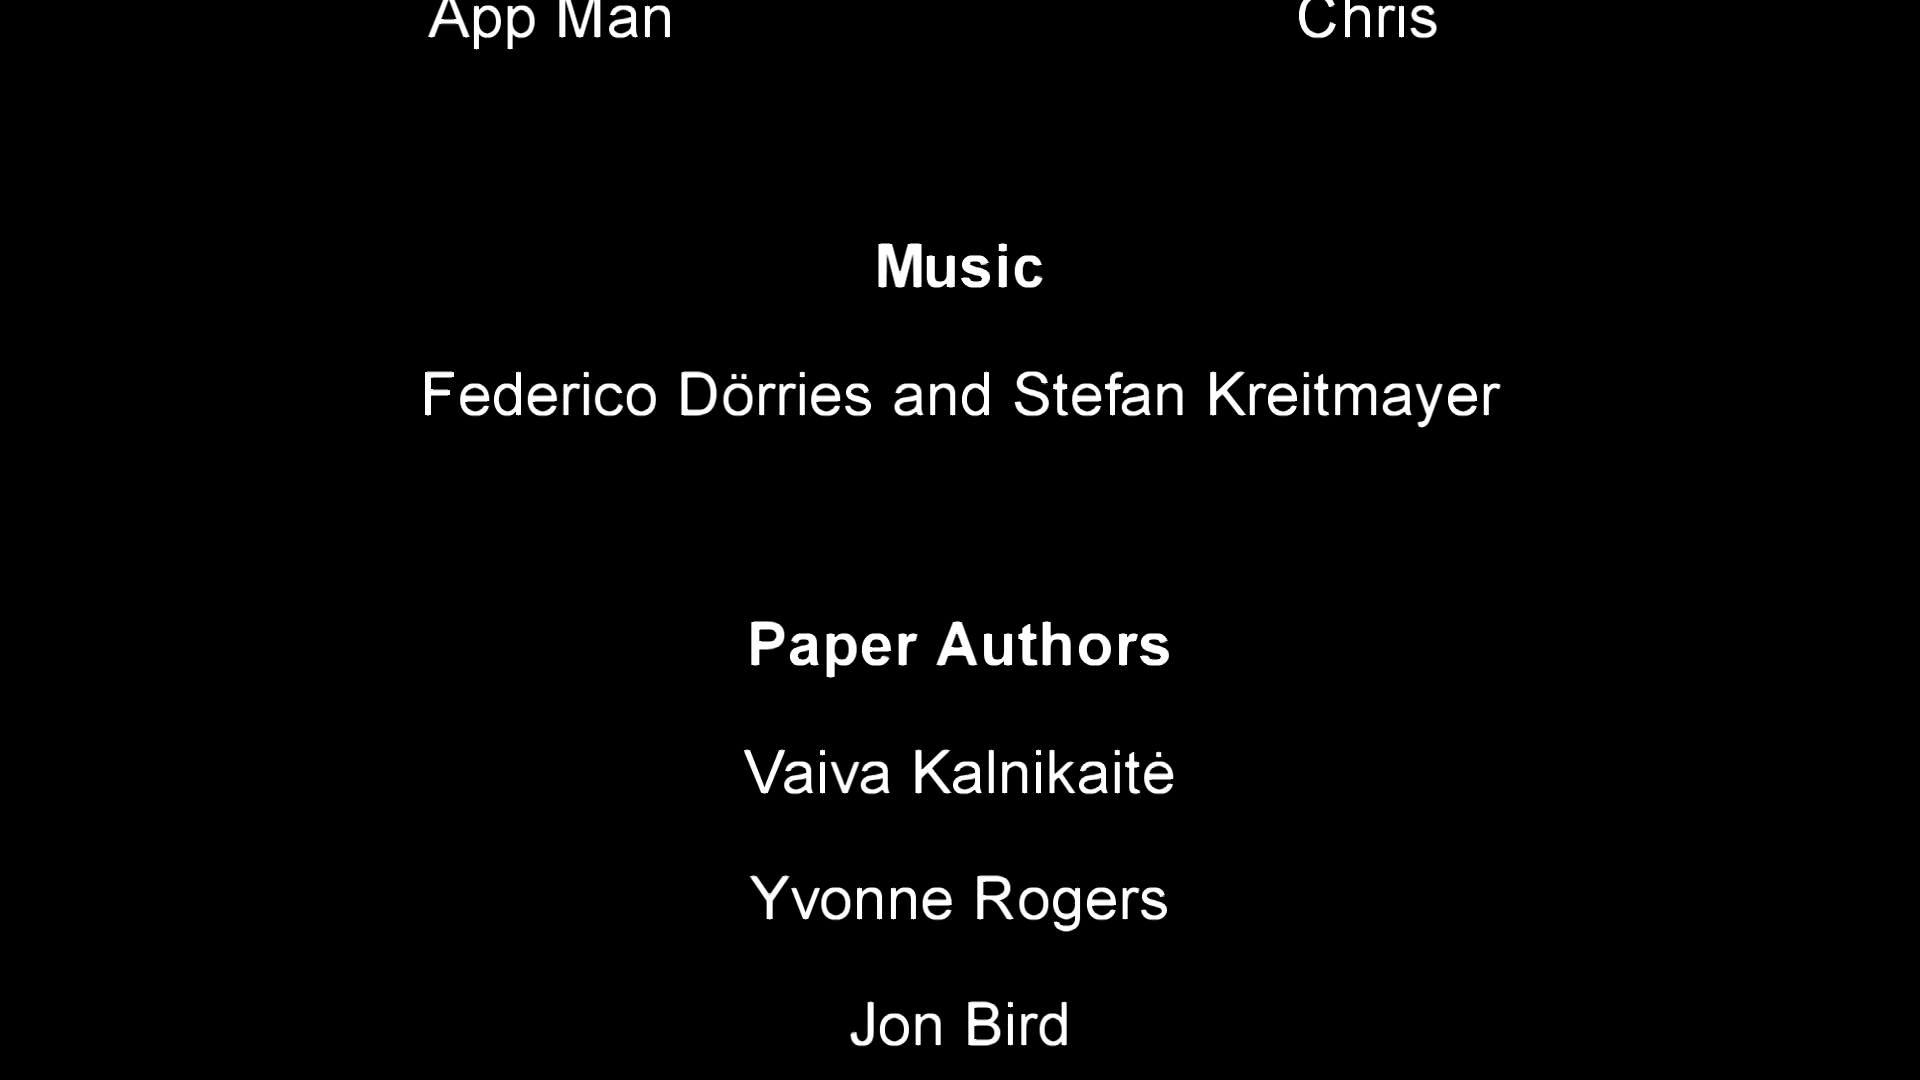 App Man Chris
Music
Federico Dörries and Stefan Kreitmayer
Paper Authors
Vaiva Kalnikaitė
Yvonne Rogers
Jon Bird